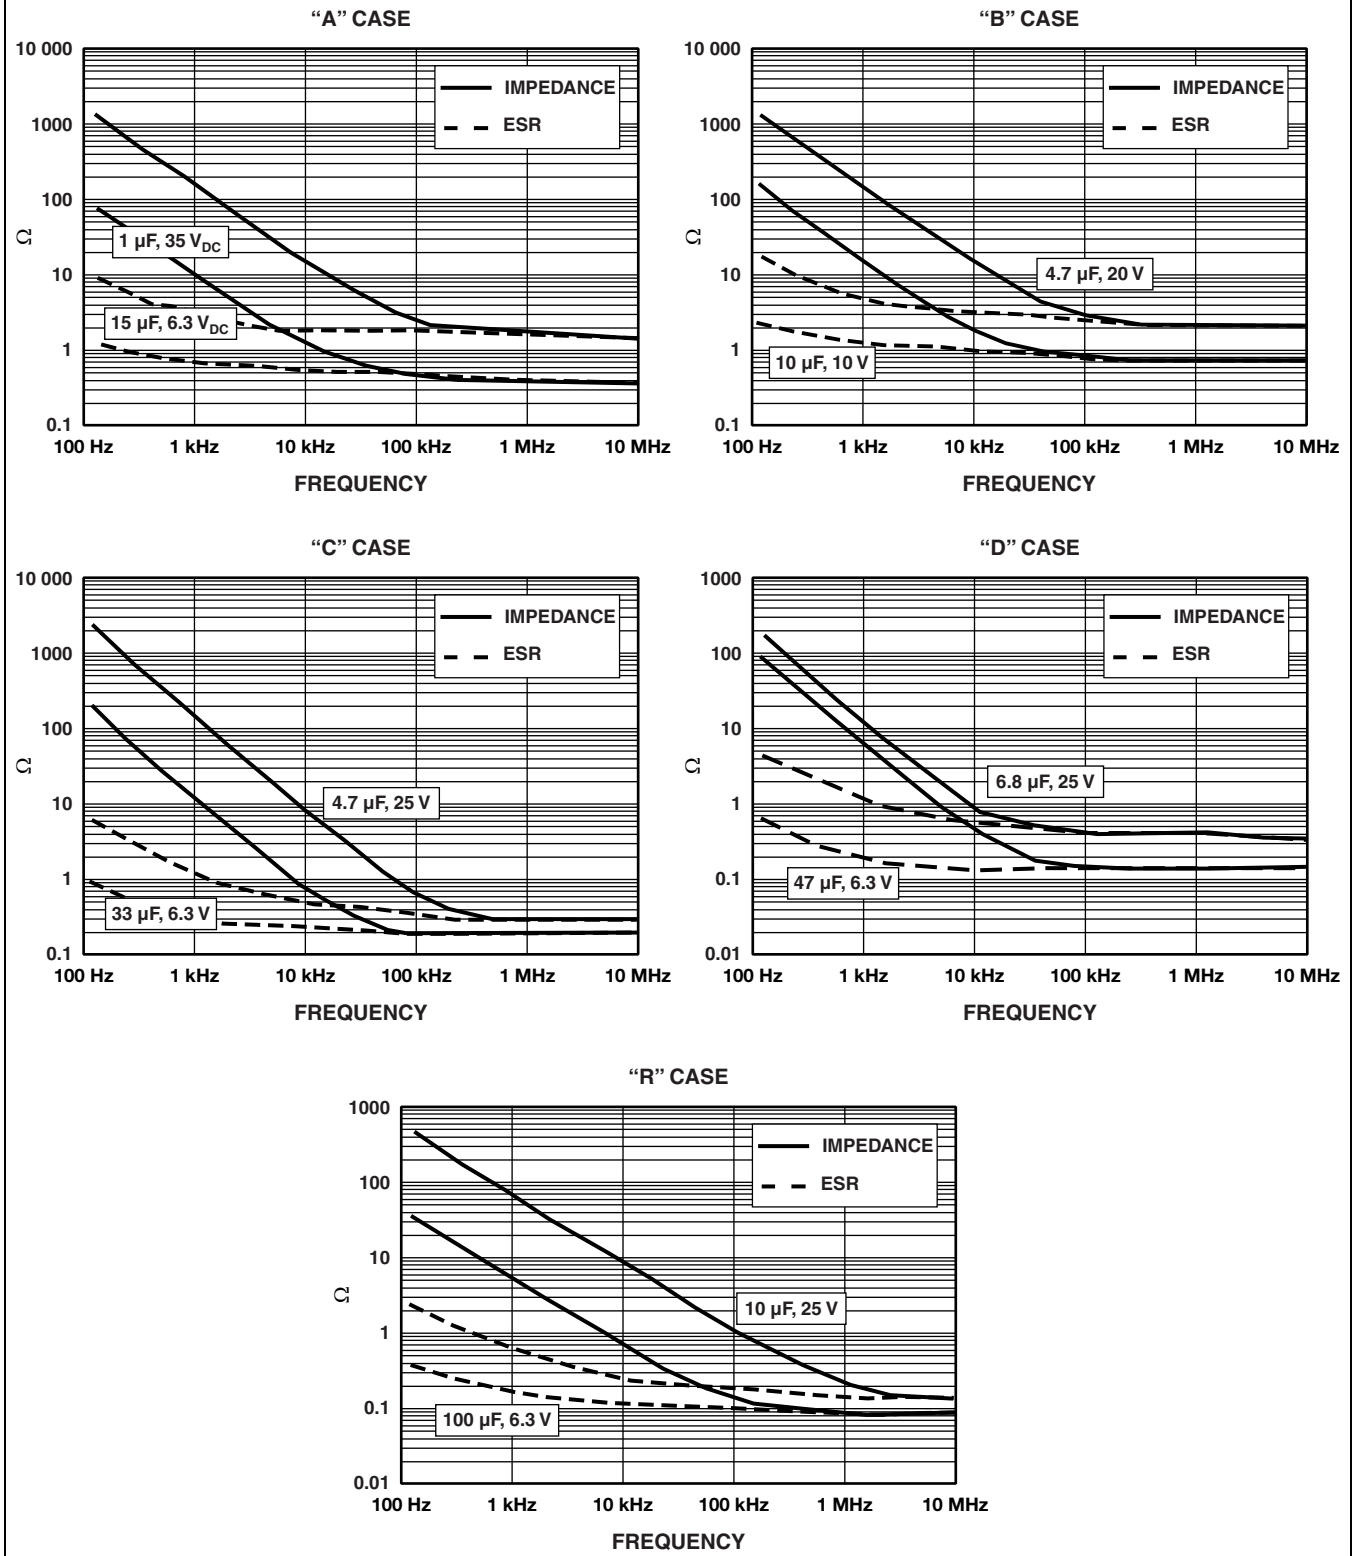 “A” CASE
10 000
1000
100
10
1
0.1
Ω
IMPEDANCE
ESR
1 µF, 35 VDC
15 µF, 6.3 VDC
100 Hz 1 kHz 10 kHz 100 kHz 1 MHz 10 MHz
FREQUENCY
“B” CASE
10 000
1000
100
10
1
0.1
Ω
IMPEDANCE
ESR
4.7 µF, 20 V
10 µF, 10 V
100 Hz 1 kHz 10 kHz 100 kHz 1 MHz 10 MHz
FREQUENCY
“C” CASE
10 000
1000
100
10
1
0.1
Ω
IMPEDANCE
ESR
4.7 µF, 25 V
33 µF, 6.3 V
100 Hz 1 kHz 10 kHz 100 kHz 1 MHz 10 MHz
FREQUENCY
“D” CASE
1000
100
10
1
0.1
0.01
Ω
IMPEDANCE
ESR
6.8 µF, 25 V
47 µF, 6.3 V
100 Hz 1 kHz 10 kHz 100 kHz 1 MHz 10 MHz
FREQUENCY
“R” CASE
1000
100
10
1
0.1
0.01
Ω
IMPEDANCE
ESR
10 µF, 25 V
100 µF, 6.3 V
100 Hz 1 kHz 10 kHz 100 kHz 1 MHz 10 MHz
FREQUENCY